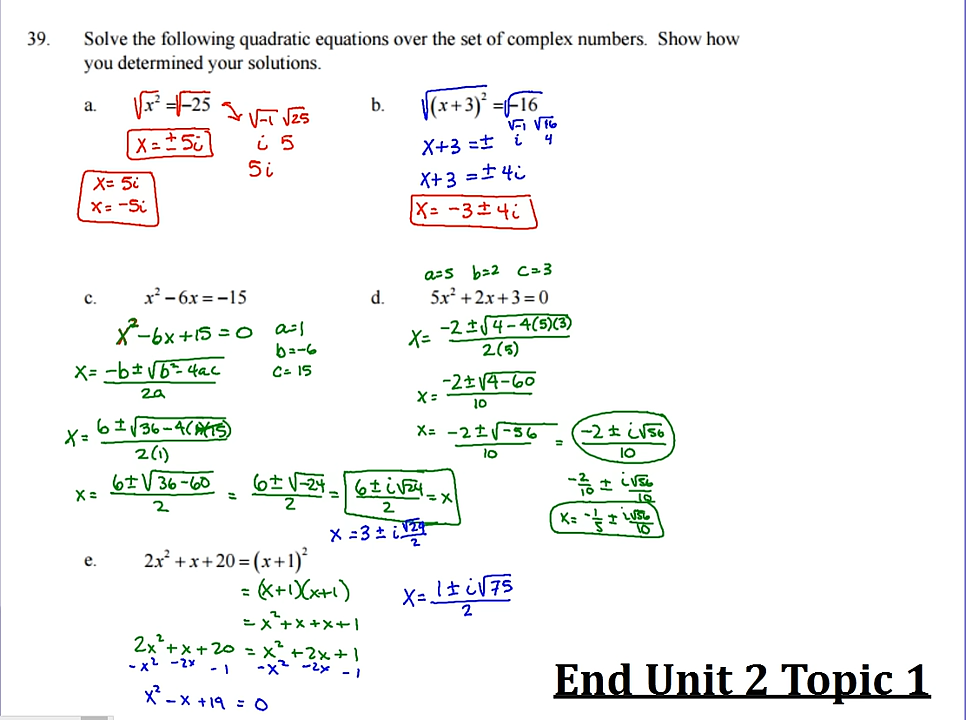 39. Solve the following quadratic equations over the set of complex numbers. Show how
you determined your solutions.
a. √x² = √-25
√-1 √25
i 5
5i
x = ± 5i
x = 5i
x = -5i
b. √(x+3)² = √-16
√-1 √16
x+3 = ± i 4
x+3 = ± 4i
x = -3 ± 4i
c. x² - 6x = -15
x² - 6x + 15 = 0
a=1
b=-6
c=15
x = -b ± √b² - 4ac / 2a
x = 6 ± √36 - 4(1)(15) / 2(1)
x = 6 ± √36-60 / 2 = 6 ± √-24 / 2 = 6 ± i√24 / 2 = x
x = 3 ± i√24 / 2
a=5 b=2 c=3
d. 5x² + 2x + 3 = 0
x = -2 ± √4 - 4(5)(3) / 2(5)
x = -2 ± √4-60 / 10
x = -2 ± √-56 / 10 = -2 ± i√56 / 10
-2/10 ± i√56 / 10
x = -1/5 ± i√56 / 10
e. 2x² + x + 20 = (x+1)²
= (x+1)(x+1)
= x² + x + x + 1
2x² + x + 20 = x² + 2x + 1
-x² -2x -1 -x² -2x -1
x² - x + 19 = 0
x = 1 ± i√75 / 2
End Unit 2 Topic 1